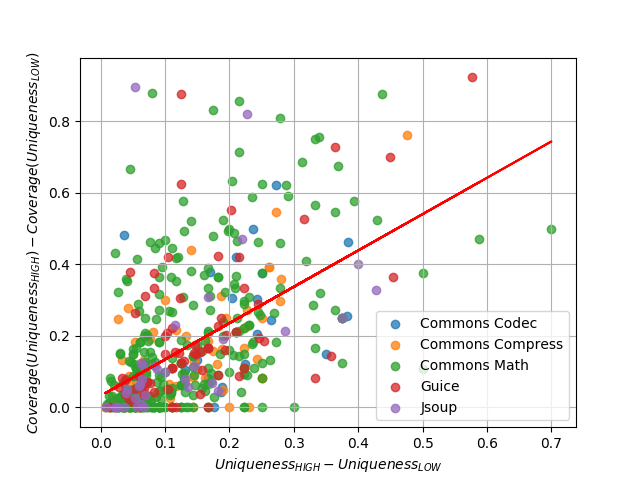 Coverage(Uniqueness_HIGH) − Coverage(Uniqueness_LOW)
0.8
0.6
0.4
0.2
0.0
0.0 0.1 0.2 0.3 0.4 0.5 0.6 0.7
Uniqueness_HIGH − Uniqueness_LOW
Commons Codec
Commons Compress
Commons Math
Guice
Jsoup